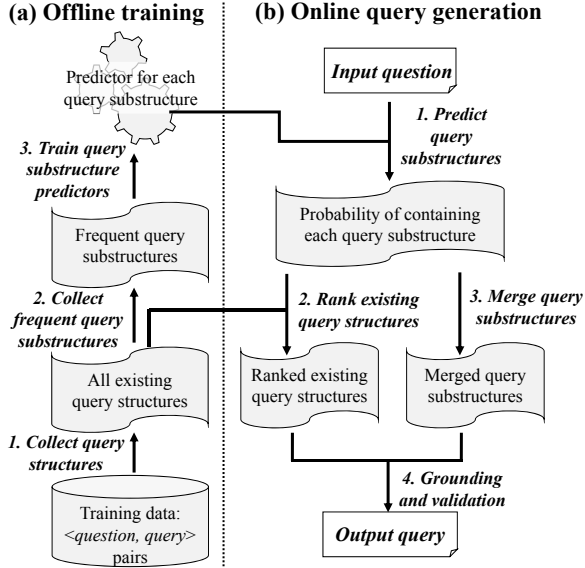 (a) Offline training
Predictor for each
query substructure
3. Train query
substructure
predictors
Frequent query
substructures
2. Collect
frequent query
substructures
All existing
query structures
1. Collect query
structures
Training data:
<question, query>
pairs
(b) Online query generation
Input question
1. Predict
query
substructures
Probability of containing
each query substructure
2. Rank existing
query structures
3. Merge query
substructures
Ranked existing
query structures
Merged query
substructures
4. Grounding
and validation
Output query